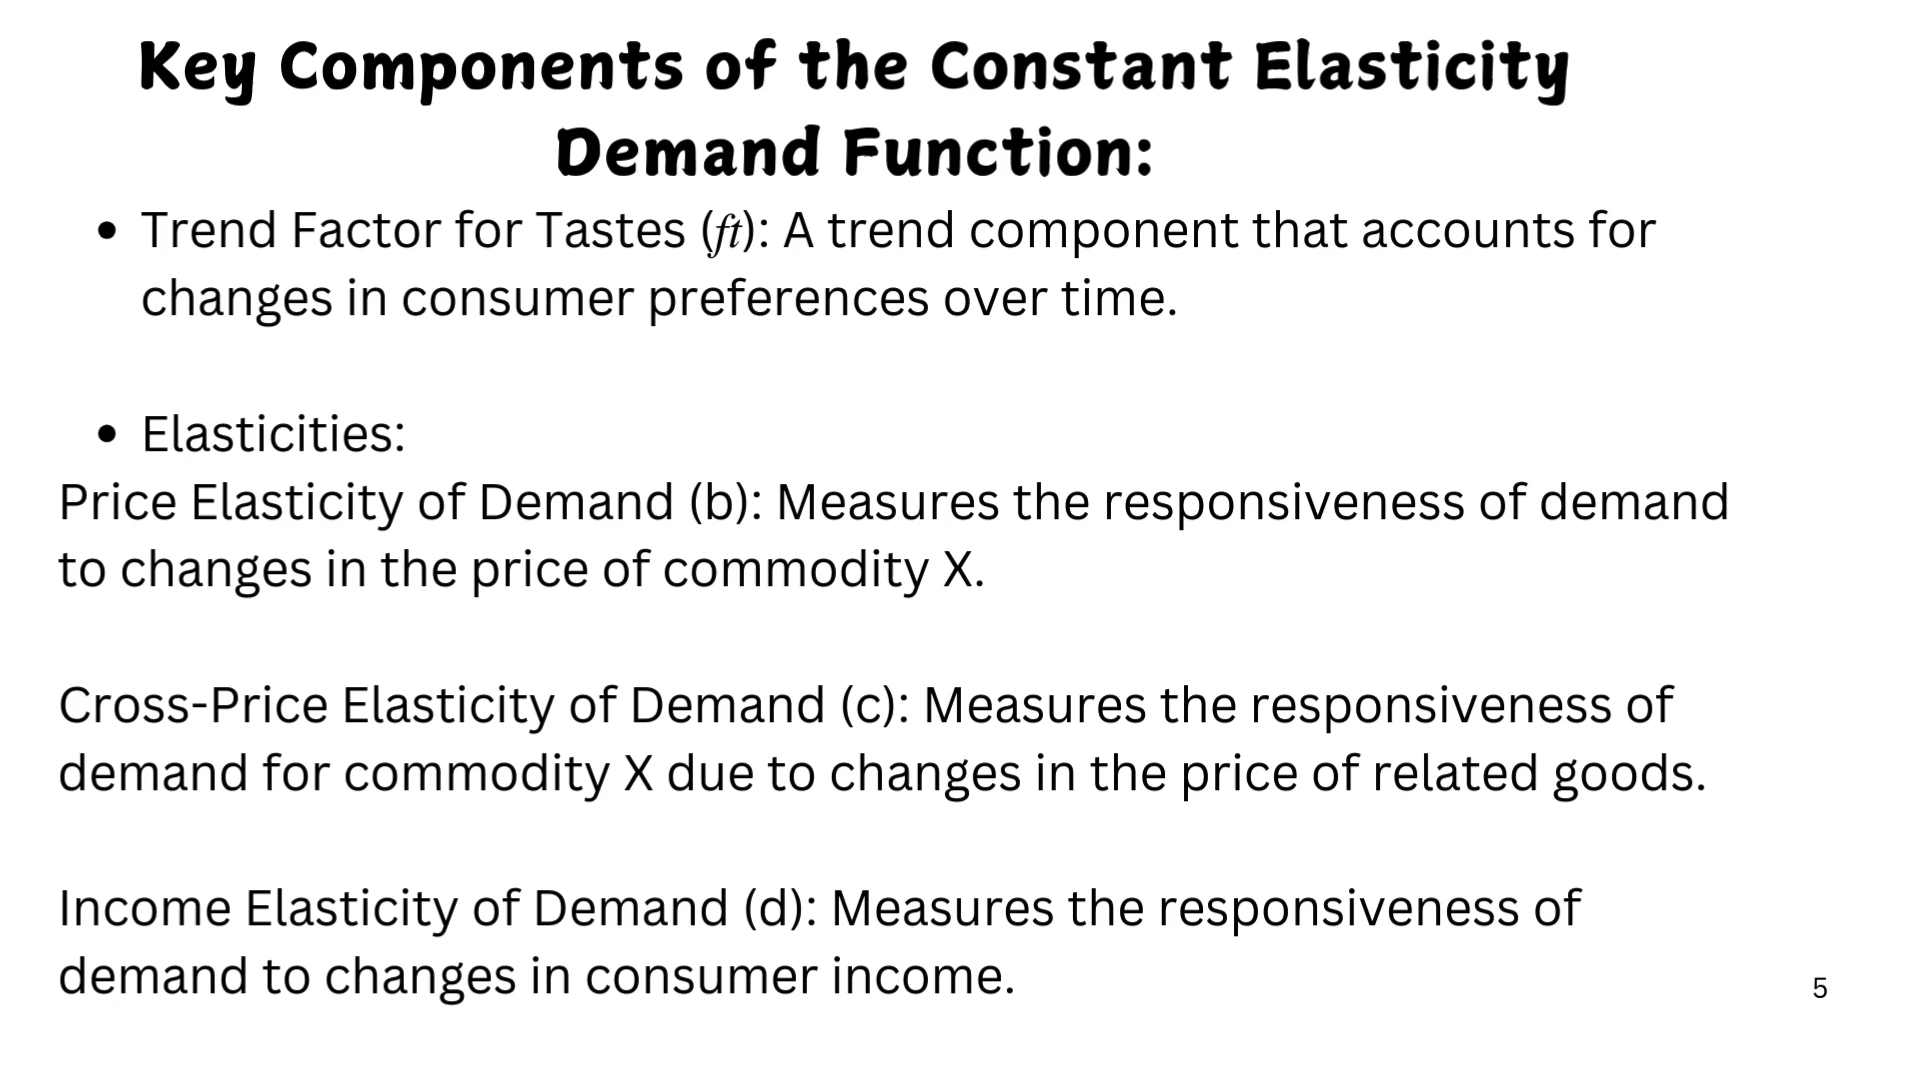 Key Components of the Constant Elasticity
Demand Function:
• Trend Factor for Tastes (ft): A trend component that accounts for
changes in consumer preferences over time.
• Elasticities:
Price Elasticity of Demand (b): Measures the responsiveness of demand
to changes in the price of commodity X.
Cross-Price Elasticity of Demand (c): Measures the responsiveness of
demand for commodity X due to changes in the price of related goods.
Income Elasticity of Demand (d): Measures the responsiveness of
demand to changes in consumer income.
5